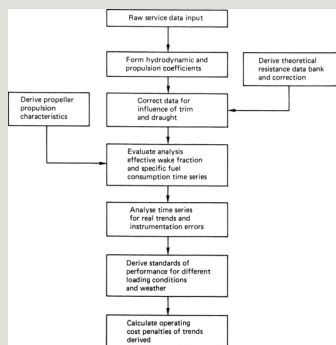 Raw service data input
Form hydrodynamic and
propulsion coefficients
Derive theoretical
resistance data bank
and correction
Derive propeller
propulsion
characteristics
Correct data for
influence of trim
and draught
Evaluate analysis
effective wake fraction
and specific fuel
consumption time series
Analyse time series
for real trends and
instrumentation errors
Derive standards of
performance for different
loading conditions
and weather
Calculate operating
cost penalties of trends
derived